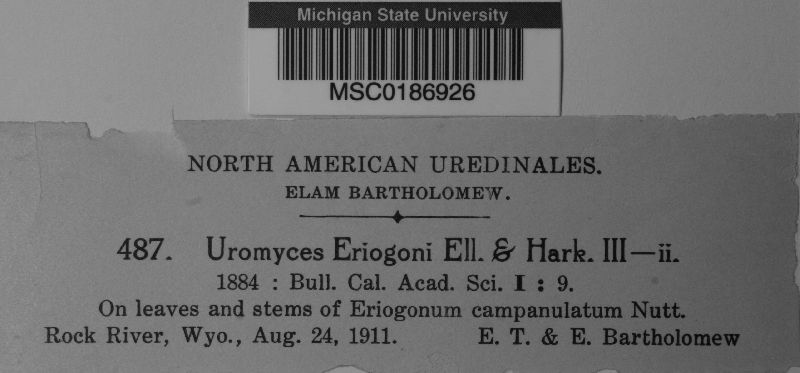 Michigan State University
MSC0186926
NORTH AMERICAN UREDINALES.
ELAM BARTHOLOMEW.
487. Uromyces Eriogoni Ell. & Hark. III—ii.
1884 : Bull. Cal. Acad. Sci. I : 9.
On leaves and stems of Eriogonum campanulatum Nutt.
Rock River, Wyo., Aug. 24, 1911. E. T. & E. Bartholomew